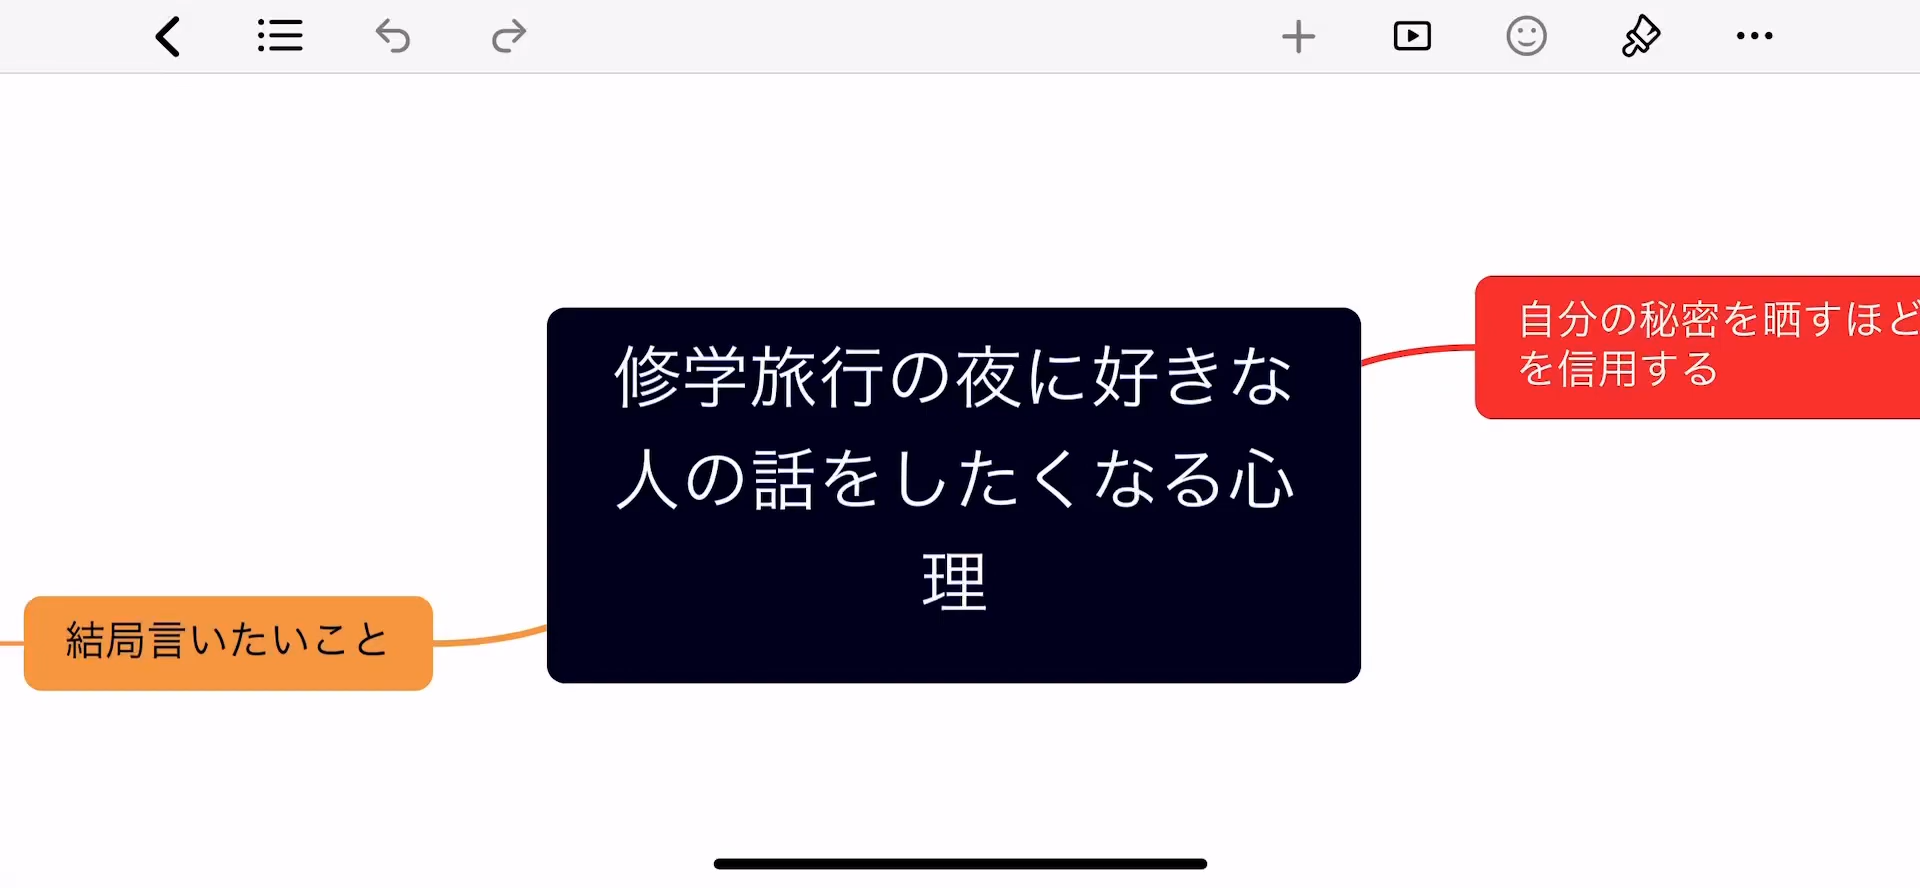 修学旅行の夜に好きな
人の話をしたくなる心
理
自分の秘密を晒すほど
を信用する
結局言いたいこと